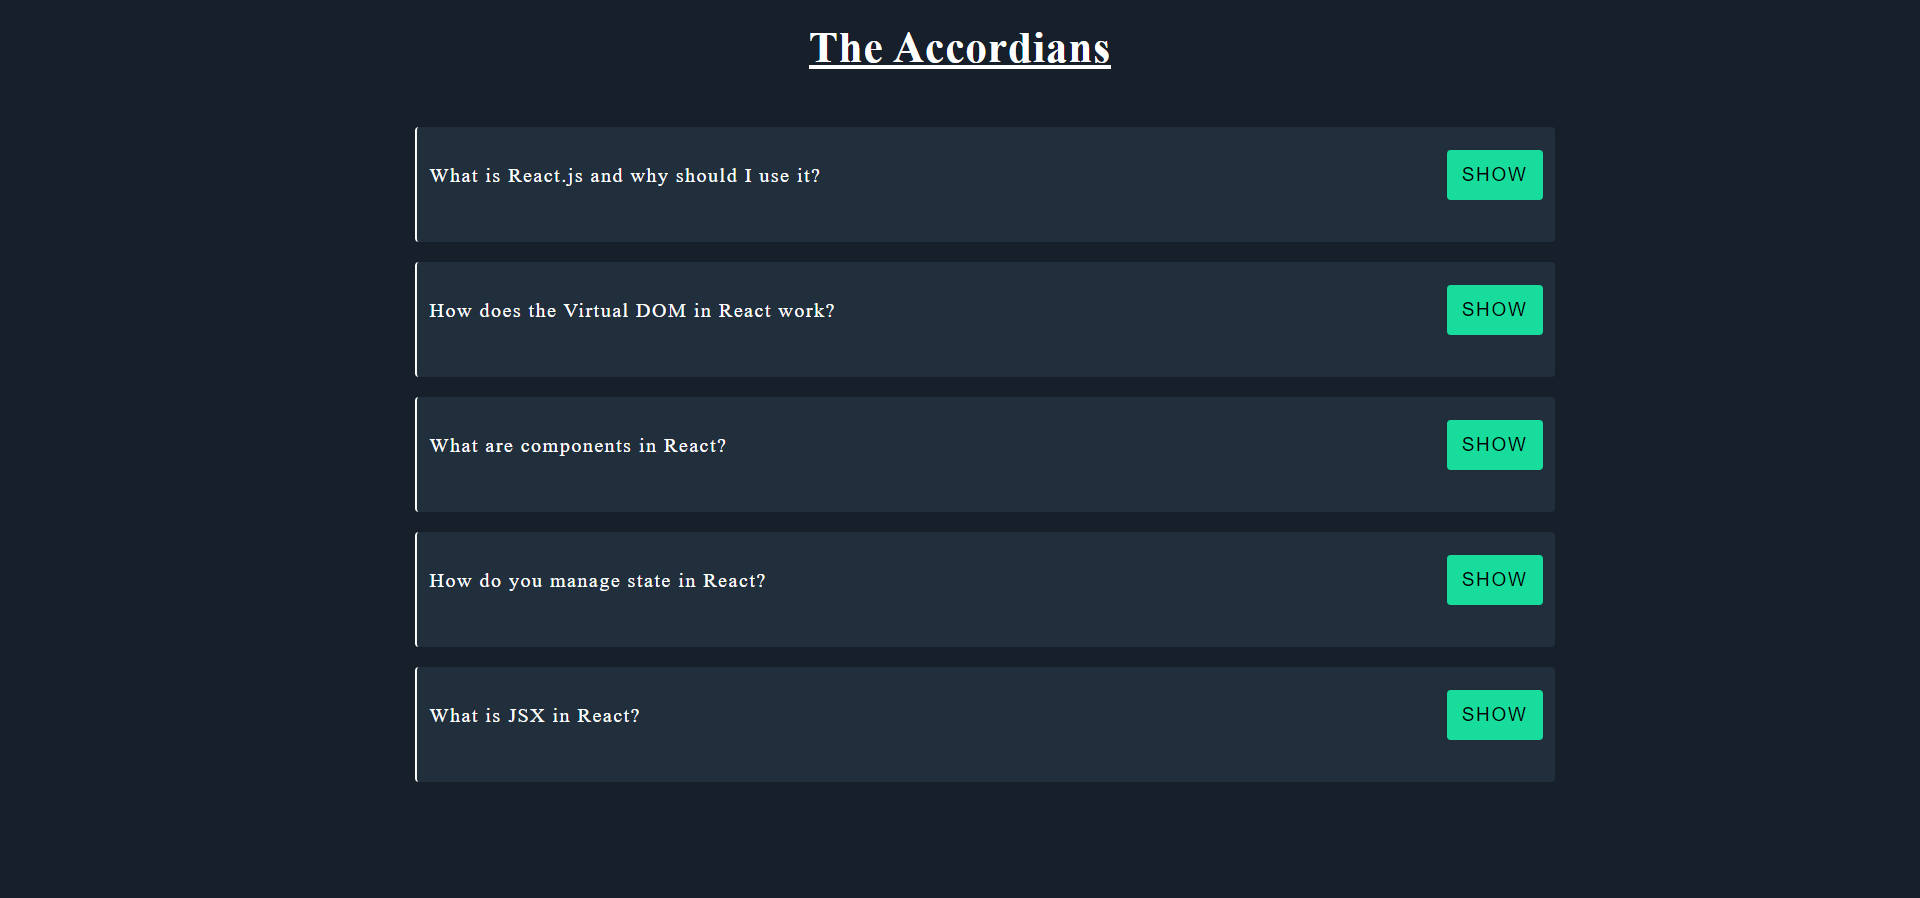 The Accordians
What is React.js and why should I use it?
SHOW
How does the Virtual DOM in React work?
SHOW
What are components in React?
SHOW
How do you manage state in React?
SHOW
What is JSX in React?
SHOW